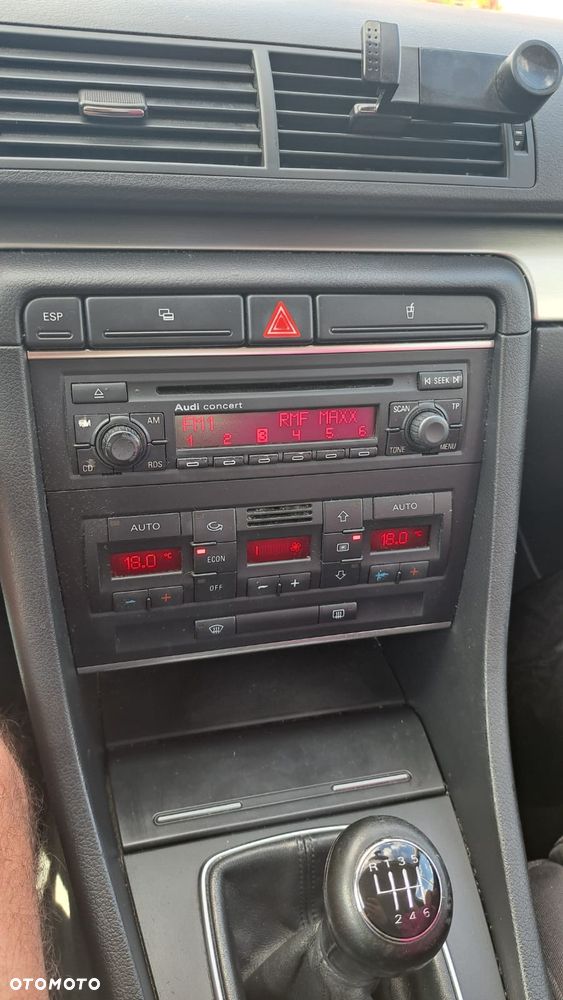 ESP
SEEK
Audi concert
AM
CD
RDS
FM1 RMF MAXX
1 2 3 4 5 6
SCAN
TP
TONE
MENU
AUTO
AUTO
18.0 °C
ECON
18.0 °C
OFF
- +
- +
- +
R 1 3 5
2 4 6
OTOMOTO